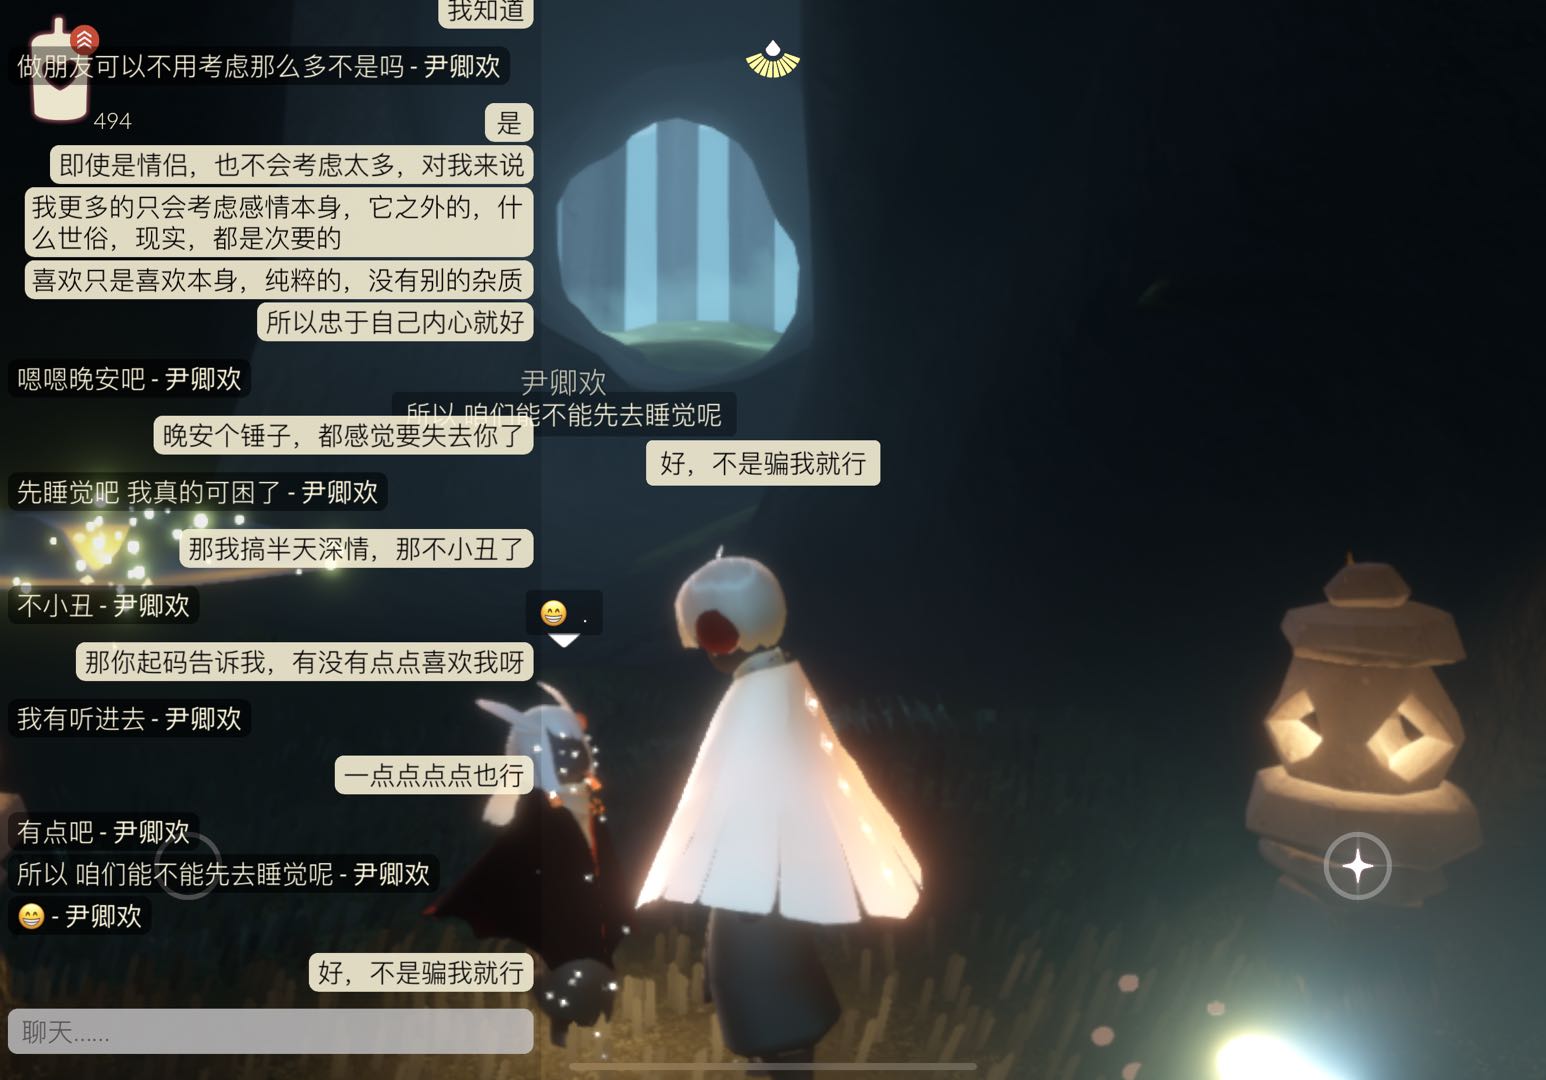 我知道
做朋友可以不用考虑那么多不是吗 - 尹卿欢
494
是
即使是情侣，也不会考虑太多，对我来说
我更多的只会考虑感情本身，它之外的，什
么世俗，现实，都是次要的
喜欢只是喜欢本身，纯粹的，没有别的杂质
所以忠于自己内心就好
嗯嗯晚安吧 - 尹卿欢
晚安个锤子，都感觉要失去你了
先睡觉吧 我真的可困了 - 尹卿欢
那我搞半天深情，那不小丑了
不小丑 - 尹卿欢
那你起码告诉我，有没有点点喜欢我呀
我有听进去 - 尹卿欢
一点点点点也行
有点吧 - 尹卿欢
所以 咱们能不能先去睡觉呢 - 尹卿欢
😁 - 尹卿欢
好，不是骗我就行
聊天……
尹卿欢
所以 咱们能不能先去睡觉呢
好，不是骗我就行
😁 .